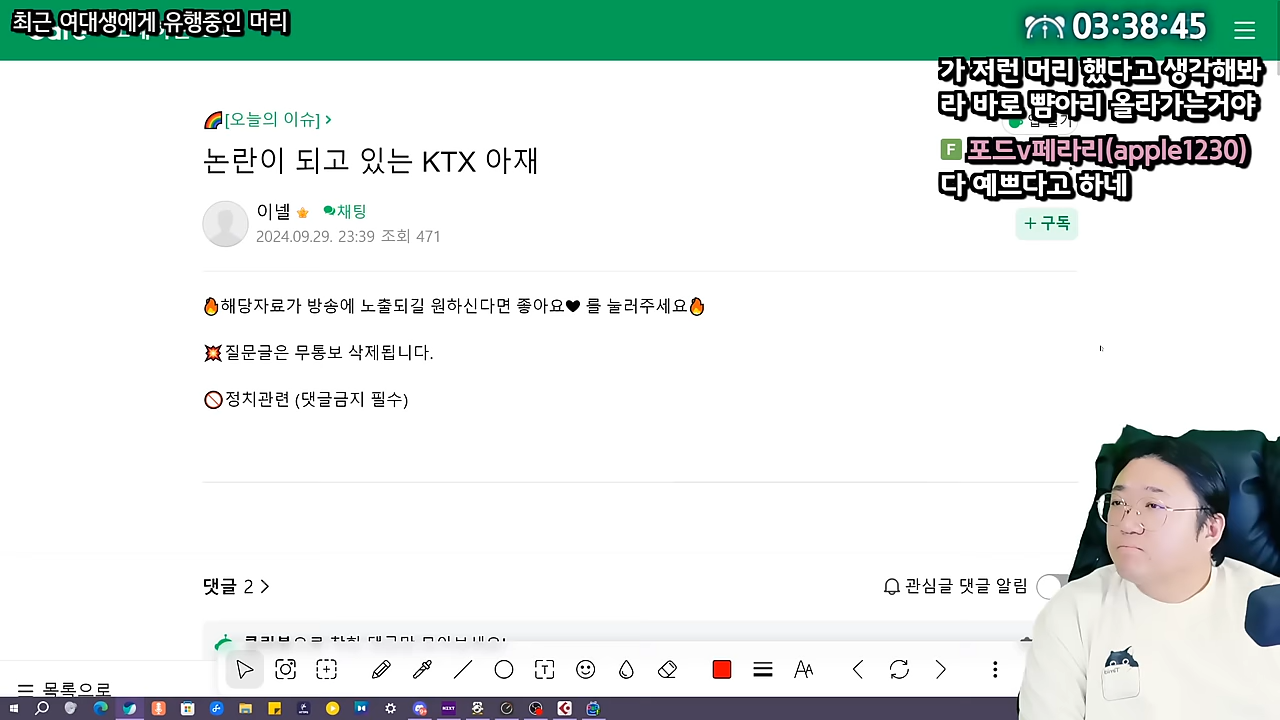 최근 여대생에게 유행중인 머리
03:38:45
가 저런 머리 했다고 생각해봐
라 바로 뺨아리 올라가는거야
F 포드v페라리(apple1230)
다 예쁘다고 하네
[오늘의 이슈] >
논란이 되고 있는 KTX 아재
이넬 채팅
2024.09.29. 23:39 조회 471
+ 구독
🔥해당자료가 방송에 노출되길 원하신다면 좋아요🖤 를 눌러주세요🔥
💥질문글은 무통보 삭제됩니다.
🚫정치관련 (댓글금지 필수)
댓글 2 >
관심글 댓글 알림
목록으로